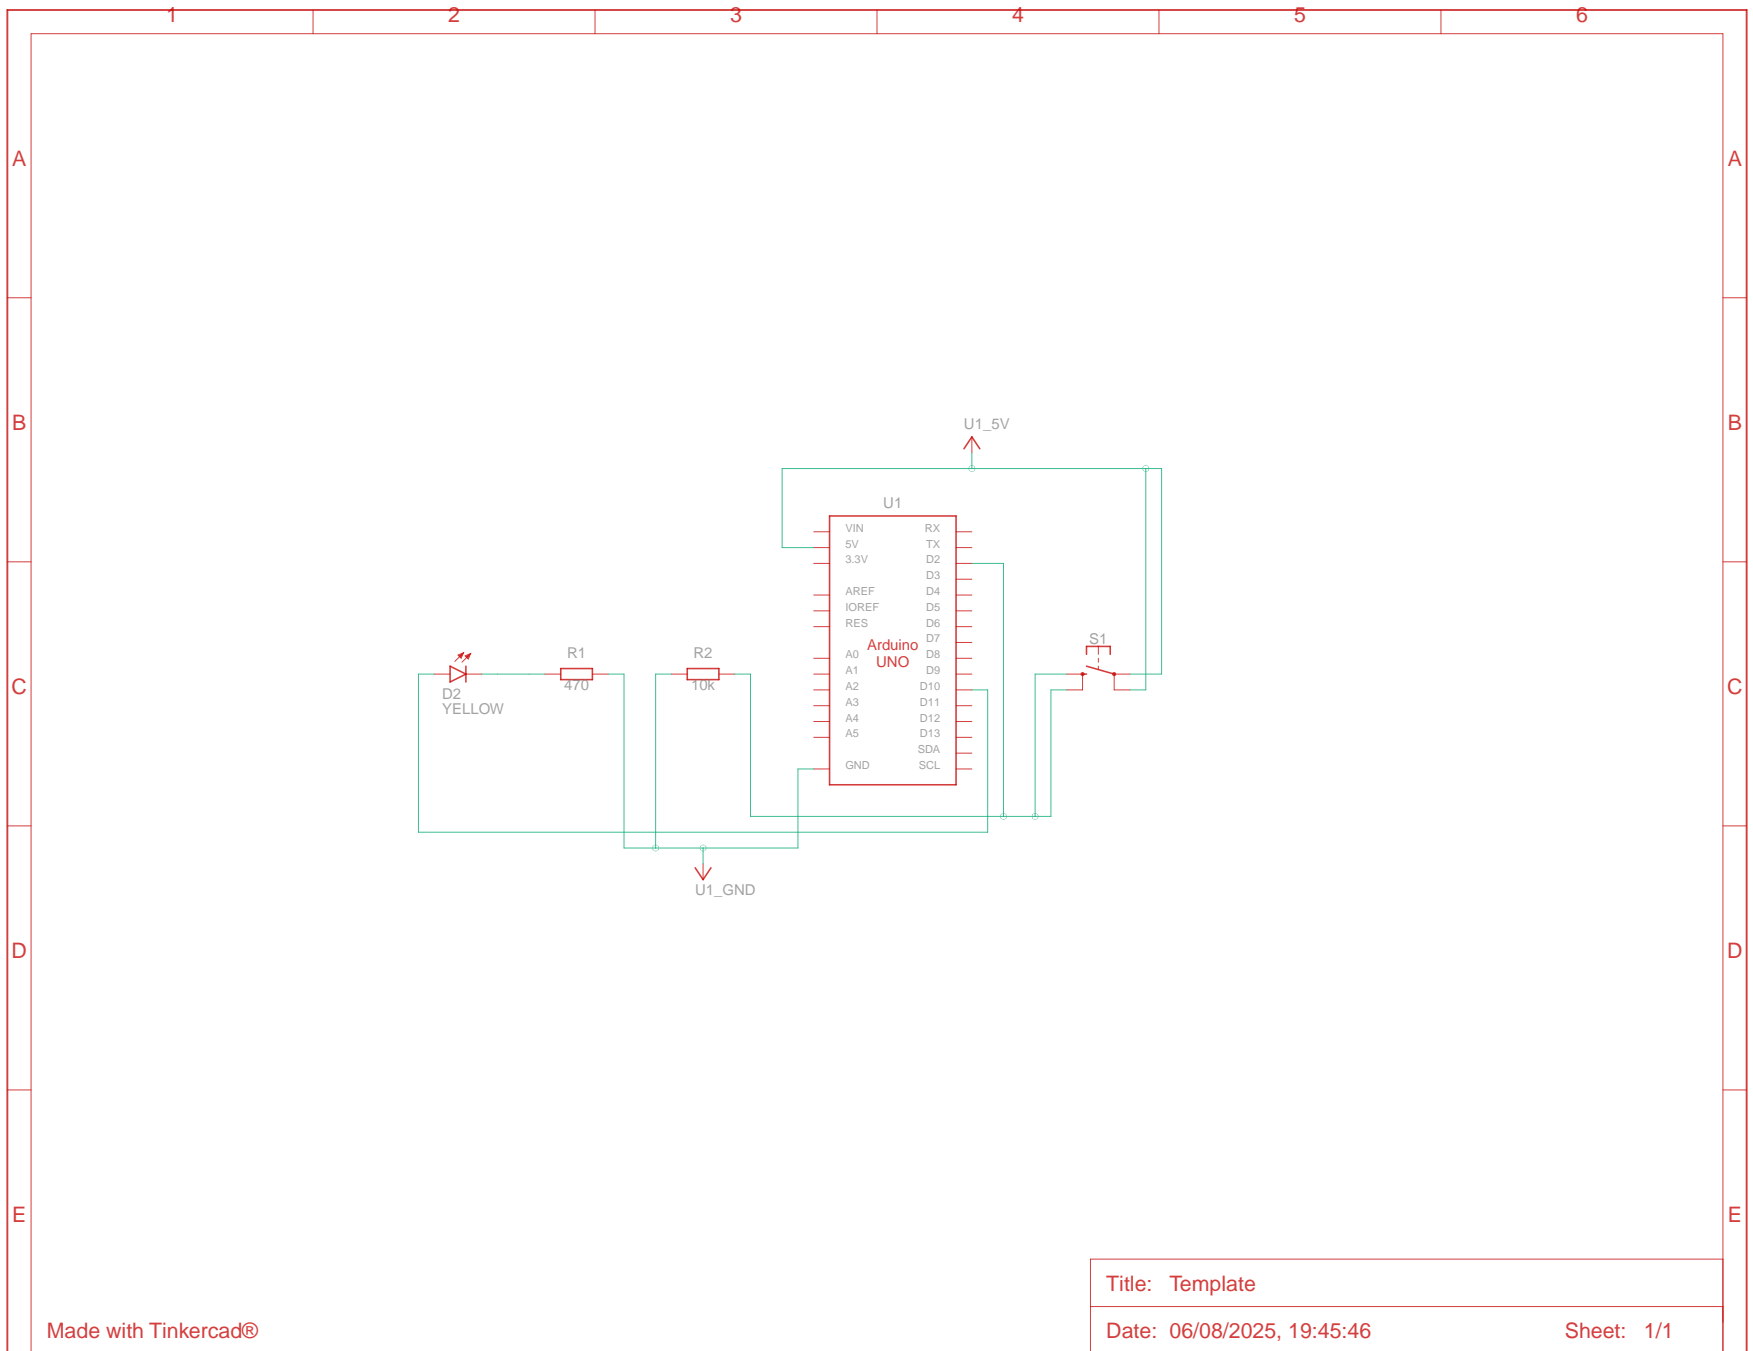 1 2 3 4 5 6
A A
B B
U1_5V
U1
VIN RX
5V TX
3.3V D2
D3
AREF D4
IOREF D5
RES D6
D7
Arduino
UNO
A0 D8
A1 D9
A2 D10
A3 D11
A4 D12
A5 D13
SDA
GND SCL
S1
R1 R2
470 10k
C C
D2
YELLOW
U1_GND
D D
E E
Title: Template
Made with Tinkercad®
Date: 06/08/2025, 19:45:46 Sheet: 1/1